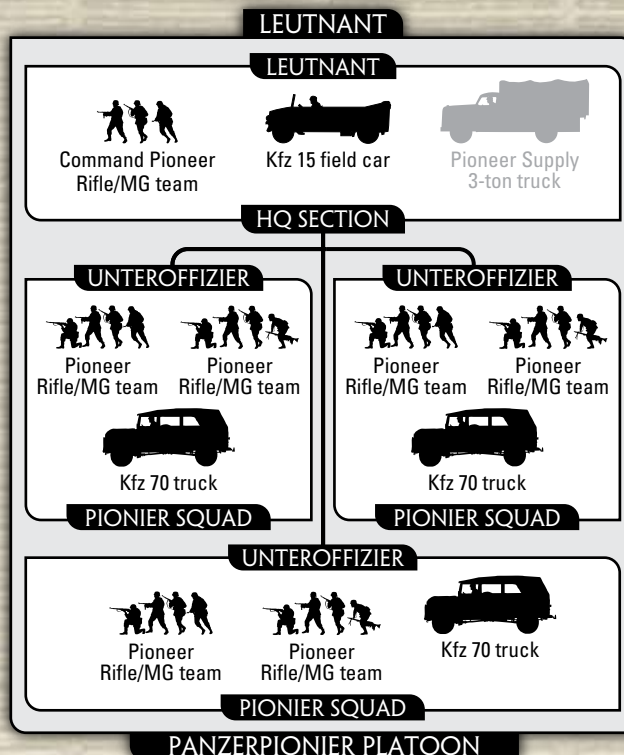 LEUTNANT
LEUTNANT
Command Pioneer
Rifle/MG team
Kfz 15 field car
Pioneer Supply
3-ton truck
HQ SECTION
UNTEROFFIZIER
Pioneer
Rifle/MG team
Pioneer
Rifle/MG team
Kfz 70 truck
PIONIER SQUAD
UNTEROFFIZIER
Pioneer
Rifle/MG team
Pioneer
Rifle/MG team
Kfz 70 truck
PIONIER SQUAD
UNTEROFFIZIER
Pioneer
Rifle/MG team
Pioneer
Rifle/MG team
Kfz 70 truck
PIONIER SQUAD
PANZERPIONIER PLATOON